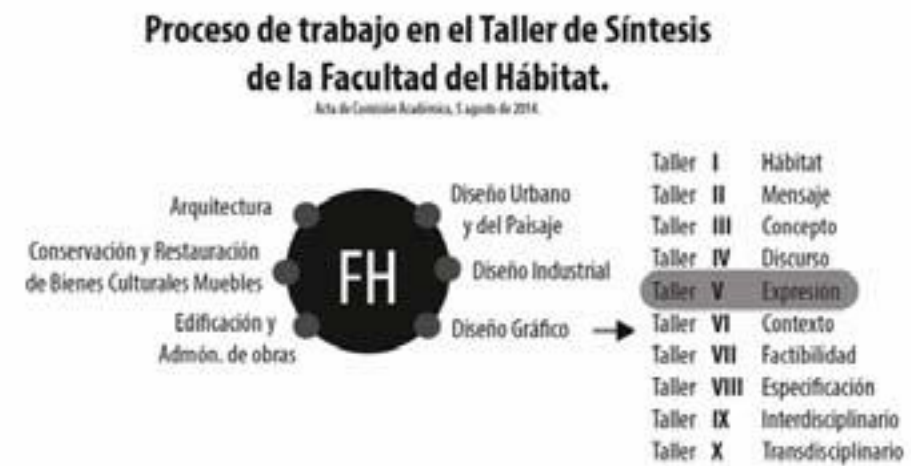 Proceso de trabajo en el Taller de Síntesis
de la Facultad del Hábitat.
Acta de Comisión Académica, 5 agosto de 2014.
Arquitectura
Conservación y Restauración
de Bienes Culturales Muebles
Edificación y
Admón. de obras
FH
Diseño Urbano
y del Paisaje
Diseño Industrial
Diseño Gráfico
Taller I Hábitat
Taller II Mensaje
Taller III Concepto
Taller IV Discurso
Taller V Expresión
Taller VI Contexto
Taller VII Factibilidad
Taller VIII Especificación
Taller IX Interdisciplinario
Taller X Transdisciplinario